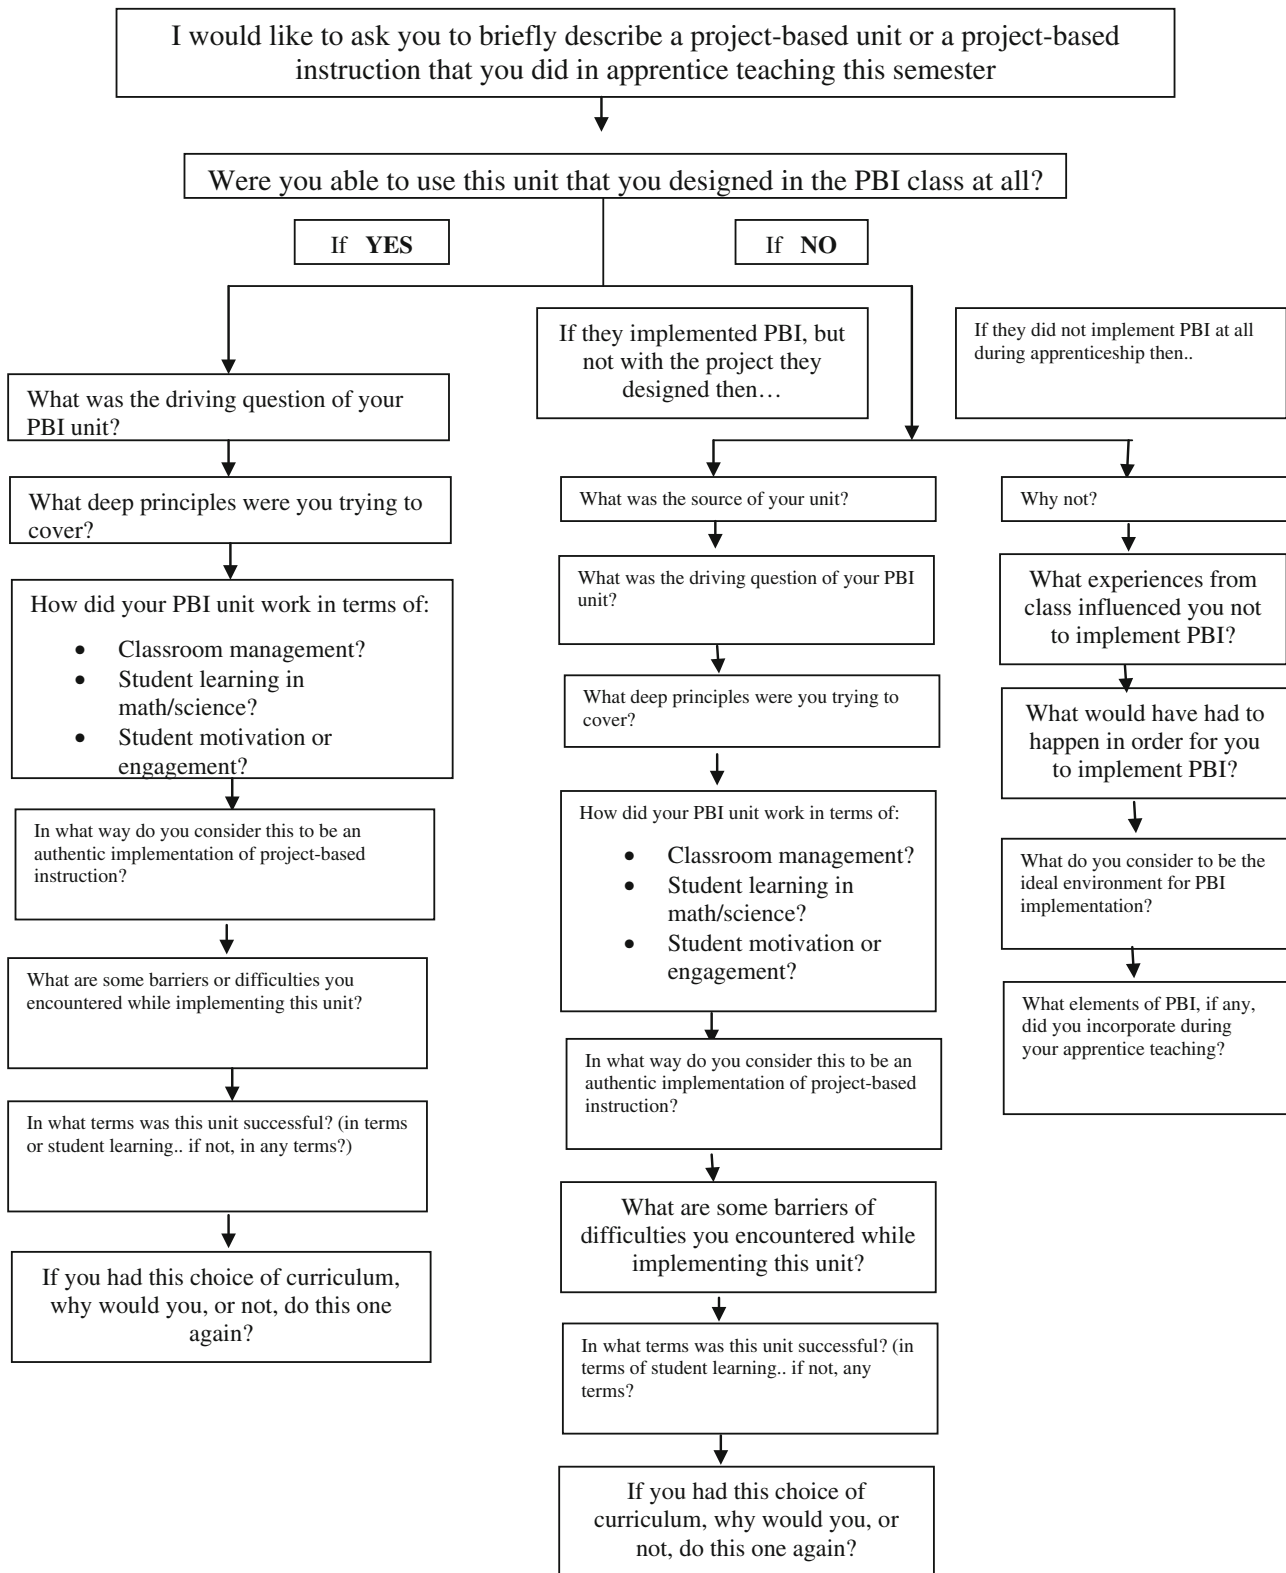 I would like to ask you to briefly describe a project-based unit or a project-based
instruction that you did in apprentice teaching this semester
Were you able to use this unit that you designed in the PBI class at all?
If YES
If NO
What was the driving question of your
PBI unit?
What deep principles were you trying to
cover?
How did your PBI unit work in terms of:
• Classroom management?
• Student learning in
math/science?
• Student motivation or
engagement?
In what way do you consider this to be an
authentic implementation of project-based
instruction?
What are some barriers or difficulties you
encountered while implementing this unit?
In what terms was this unit successful? (in terms
or student learning.. if not, in any terms?)
If you had this choice of curriculum,
why would you, or not, do this one
again?
If they implemented PBI, but
not with the project they
designed then…
What was the source of your unit?
What was the driving question of your PBI
unit?
What deep principles were you trying to
cover?
How did your PBI unit work in terms of:
• Classroom management?
• Student learning in
math/science?
• Student motivation or
engagement?
In what way do you consider this to be an
authentic implementation of project-based
instruction?
What are some barriers of
difficulties you encountered while
implementing this unit?
In what terms was this unit successful? (in
terms of student learning.. if not, any
terms?
If you had this choice of
curriculum, why would you, or
not, do this one again?
If they did not implement PBI at all
during apprenticeship then..
Why not?
What experiences from
class influenced you not
to implement PBI?
What would have had to
happen in order for you
to implement PBI?
What do you consider to be the
ideal environment for PBI
implementation?
What elements of PBI, if any,
did you incorporate during
your apprentice teaching?